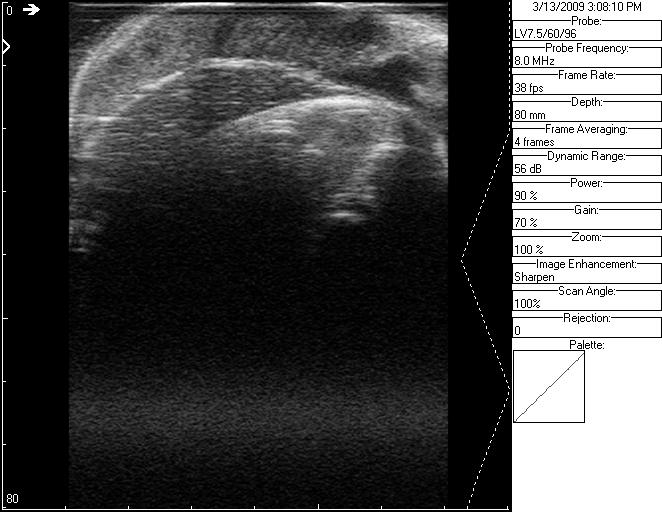 0
3/13/2009 3:08:10 PM
Probe:
LV7.5/60/96
Probe Frequency:
8.0 MHz
Frame Rate:
38 fps
Depth:
80 mm
Frame Averaging:
4 frames
Dynamic Range:
56 dB
Power:
90 %
Gain:
70 %
Zoom:
100 %
Image Enhancement:
Sharpen
Scan Angle:
100%
Rejection:
0
Palette:
80